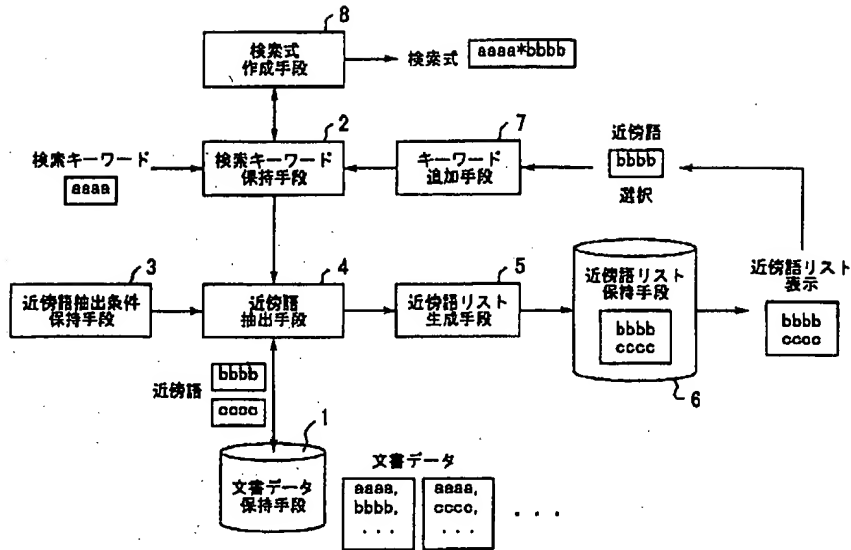 8
検索式
作成手段
検索式
aaaa*bbbb
2
検索キーワード
aaaa
検索キーワード
保持手段
7
キーワード
追加手段
近傍語
bbbb
選択
3
近傍語抽出条件
保持手段
4
近傍語
抽出手段
5
近傍語リスト
生成手段
近傍語リスト
保持手段
bbbb
cccc
6
近傍語リスト
表示
bbbb
cccc
近傍語
bbbb
cccc
1
文書データ
保持手段
文書データ
aaaa,
bbbb,
...
aaaa,
cccc,
...
...